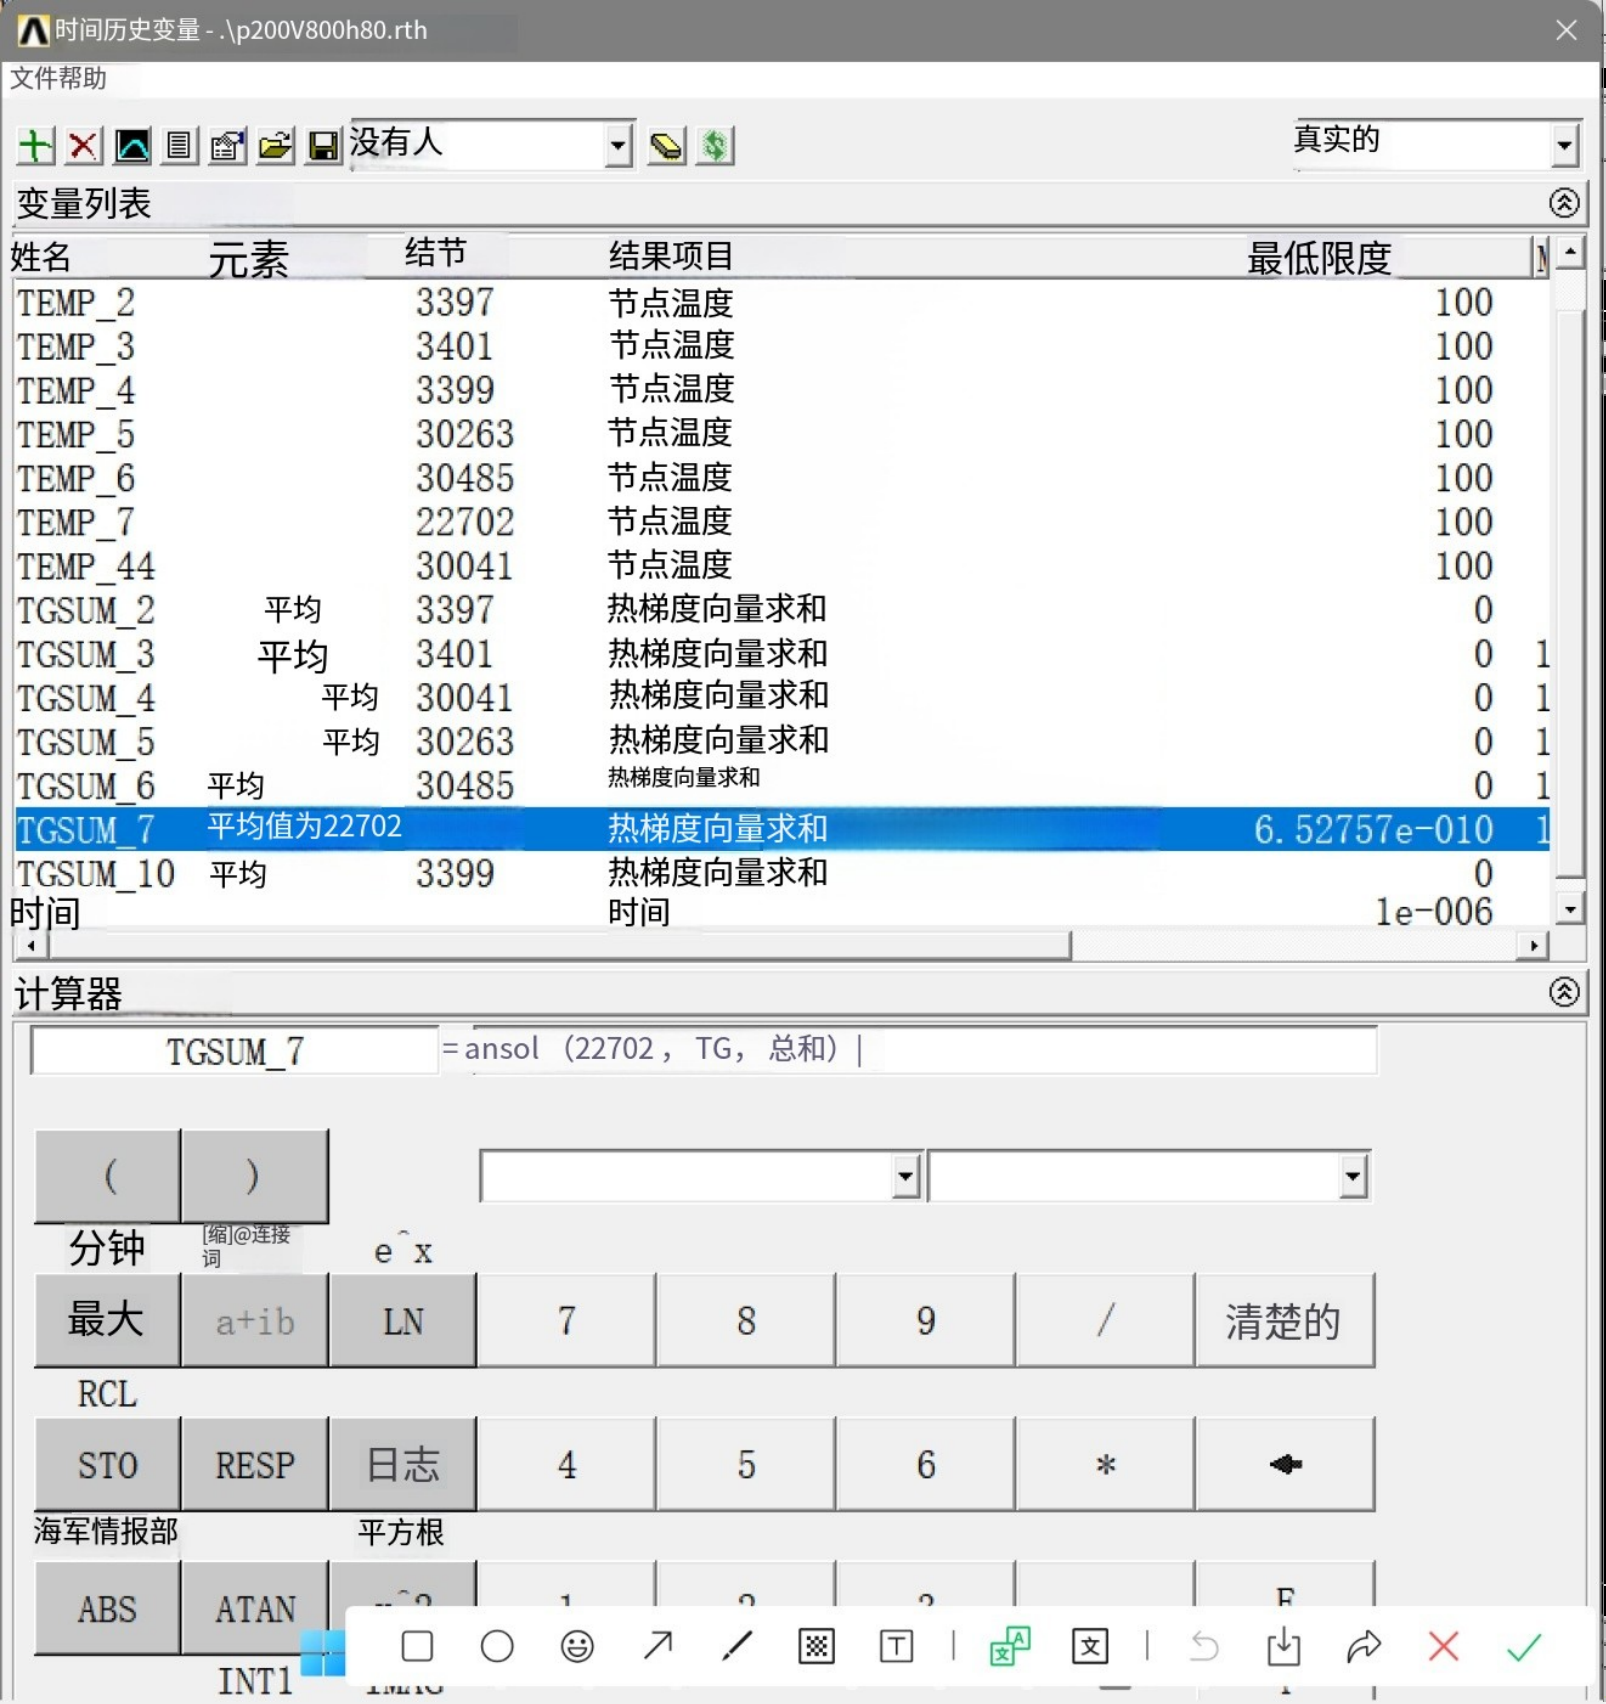 时间历史变量 - .\p200V800h80.rth
文件帮助
没有人
真实的
变量列表
姓名 元素 结节 结果项目 最低限度
TEMP_2 3397 节点温度 100
TEMP_3 3401 节点温度 100
TEMP_4 3399 节点温度 100
TEMP_5 30263 节点温度 100
TEMP_6 30485 节点温度 100
TEMP_7 22702 节点温度 100
TEMP_44 30041 节点温度 100
TGSUM_2 平均 3397 热梯度向量求和 0
TGSUM_3 平均 3401 热梯度向量求和 0 1
TGSUM_4 平均 30041 热梯度向量求和 0 1
TGSUM_5 平均 30263 热梯度向量求和 0 1
TGSUM_6 平均 30485 热梯度向量求和 0 1
TGSUM_7 平均值为22702 热梯度向量求和 6.52757e-010 1
TGSUM_10 平均 3399 热梯度向量求和 0
时间 时间 1e-006
计算器
TGSUM_7 = ansol （22702， TG， 总和）|
( )
分钟 [缩]@连接词 e^x
最大 a+ib LN 7 8 9 / 清楚的
RCL
STO RESP 日志 4 5 6 *
海军情报部 平方根
ABS ATAN
INT1